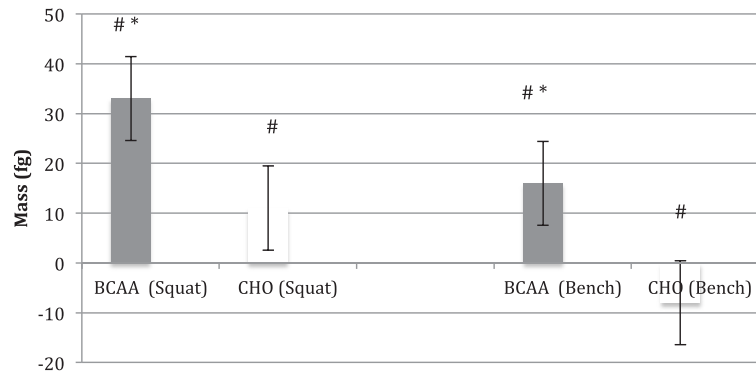 50
# *
40
# *
30
#
20
#
10
0
BCAA  (Squat)
CHO (Squat)
BCAA  (Bench)
CHO (Bench)
-10
-20
Mass (fg)